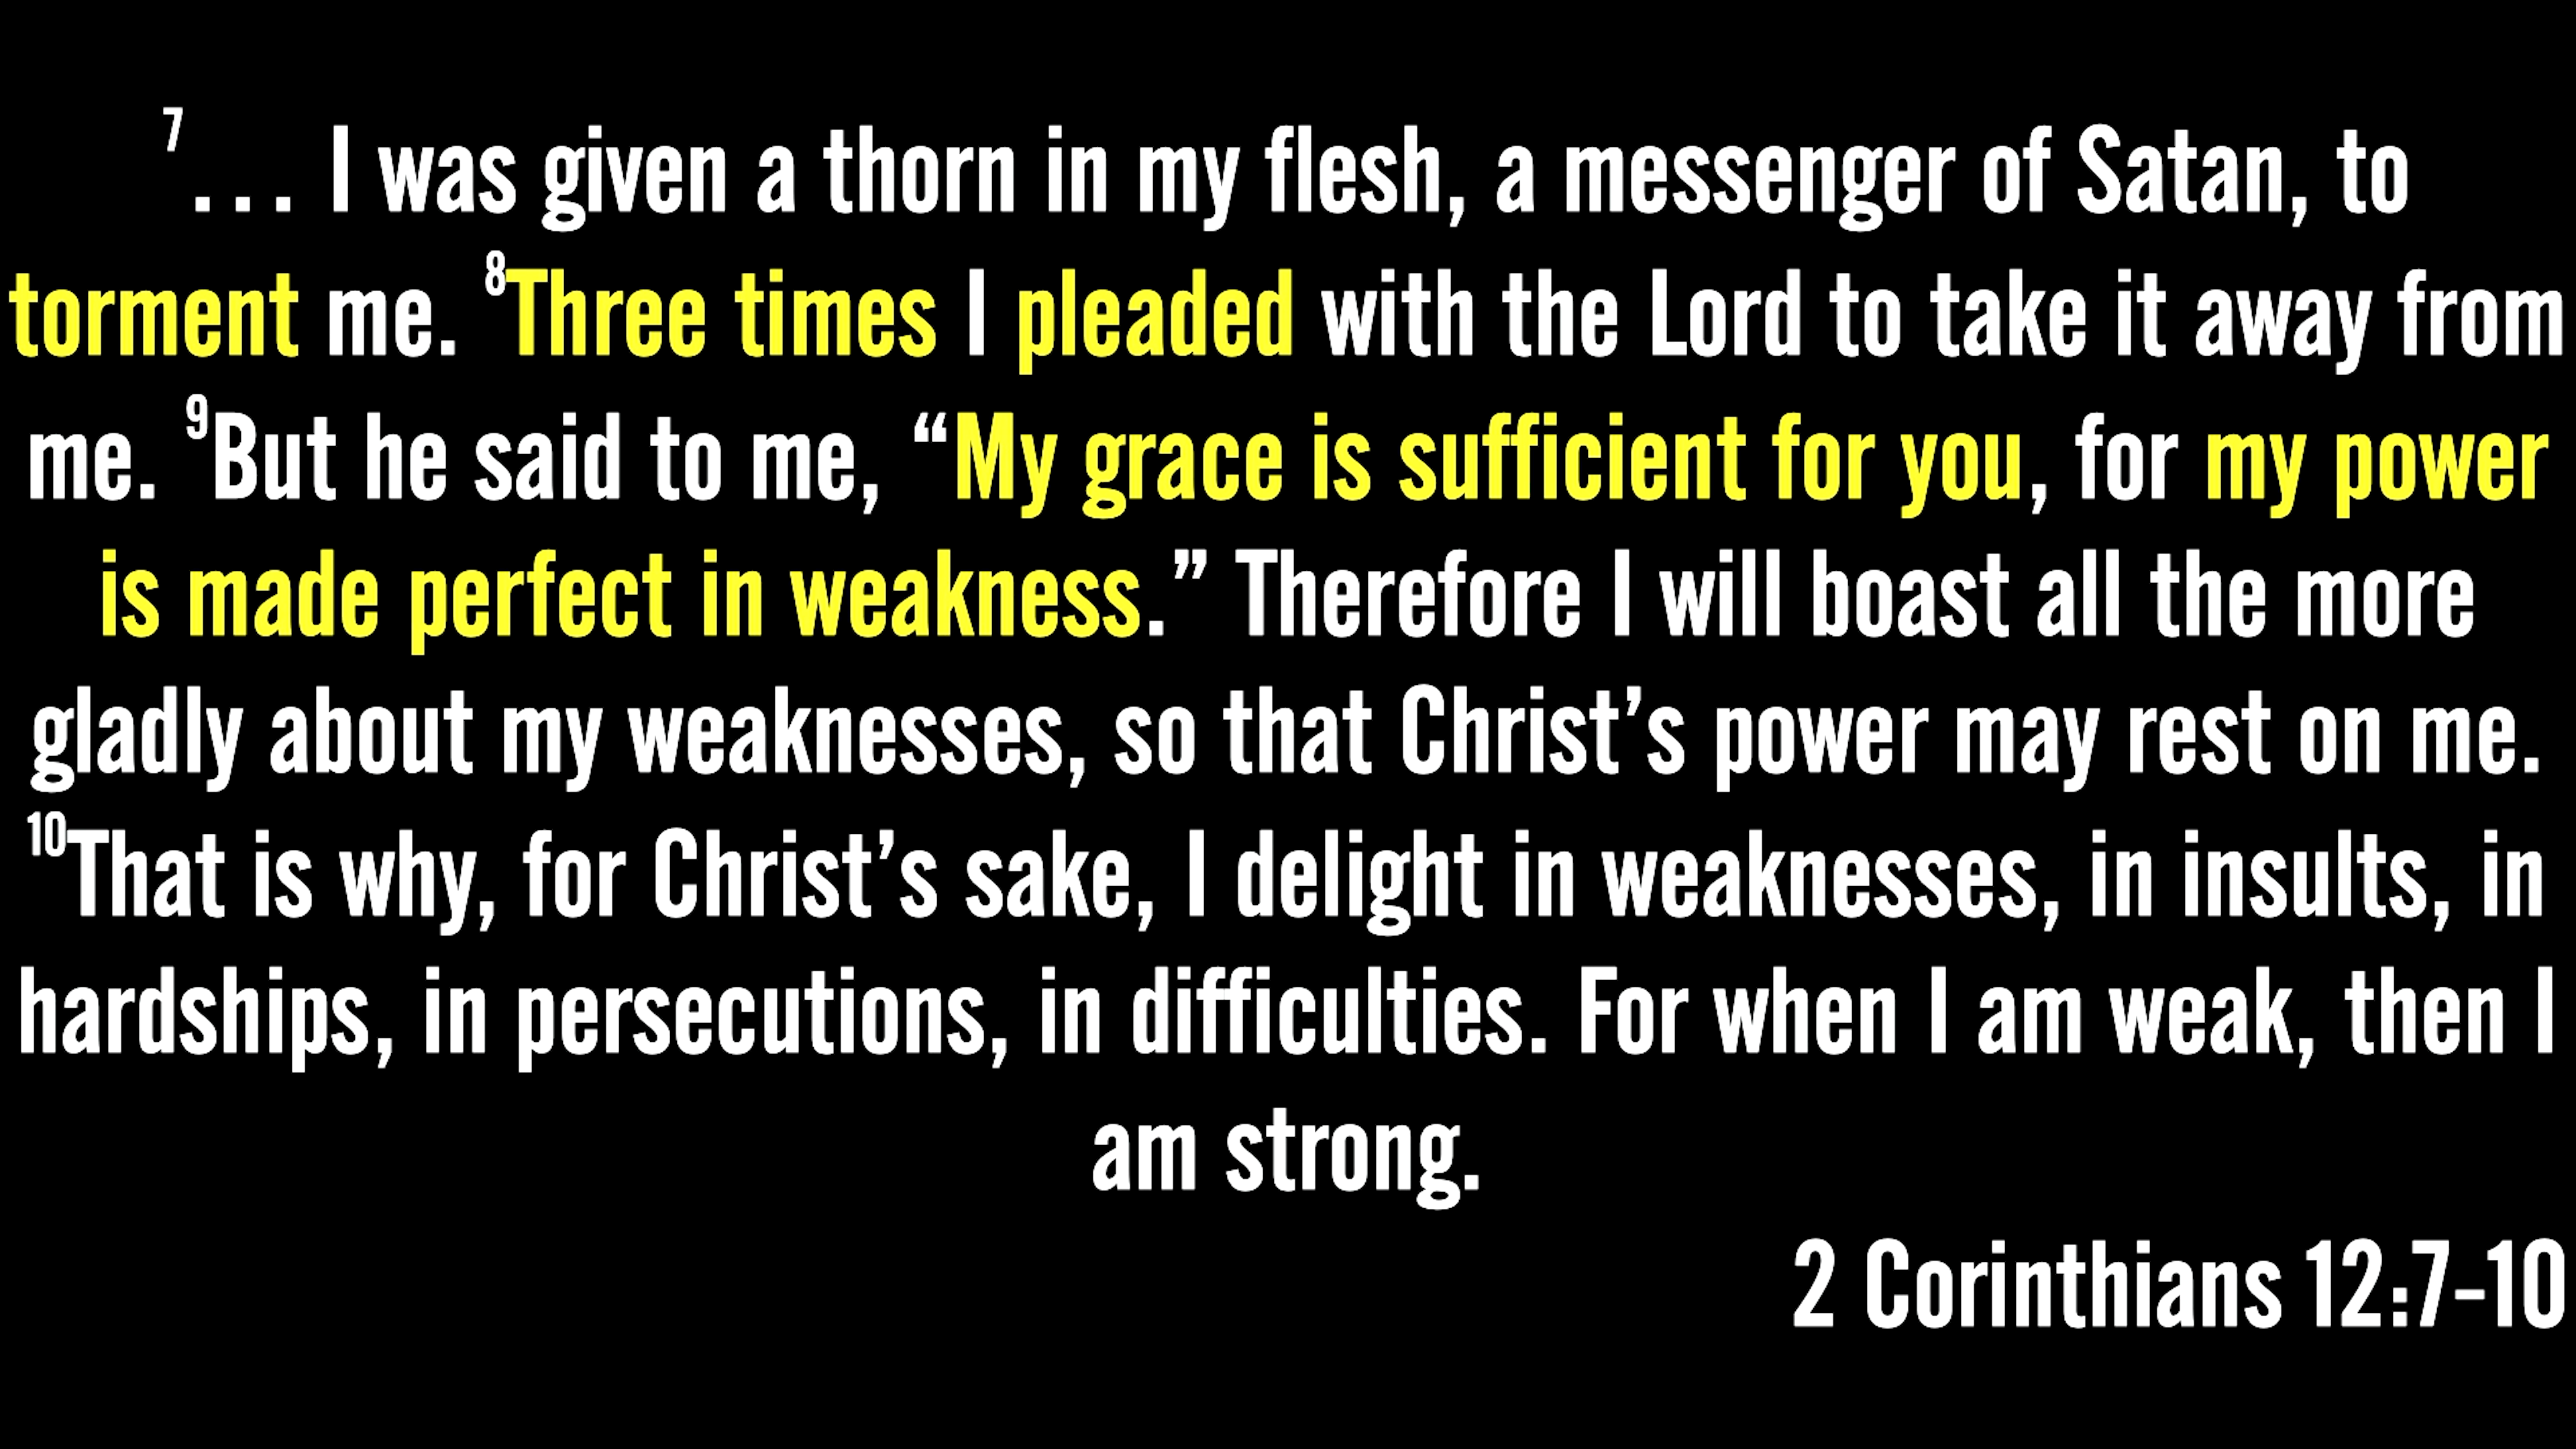 7... I was given a thorn in my flesh, a messenger of Satan, to
torment me. 8Three times I pleaded with the Lord to take it away from
me. 9But he said to me, “My grace is sufficient for you, for my power
is made perfect in weakness.” Therefore I will boast all the more
gladly about my weaknesses, so that Christ’s power may rest on me.
10That is why, for Christ’s sake, I delight in weaknesses, in insults, in
hardships, in persecutions, in difficulties. For when I am weak, then I
am strong.
2 Corinthians 12:7–10